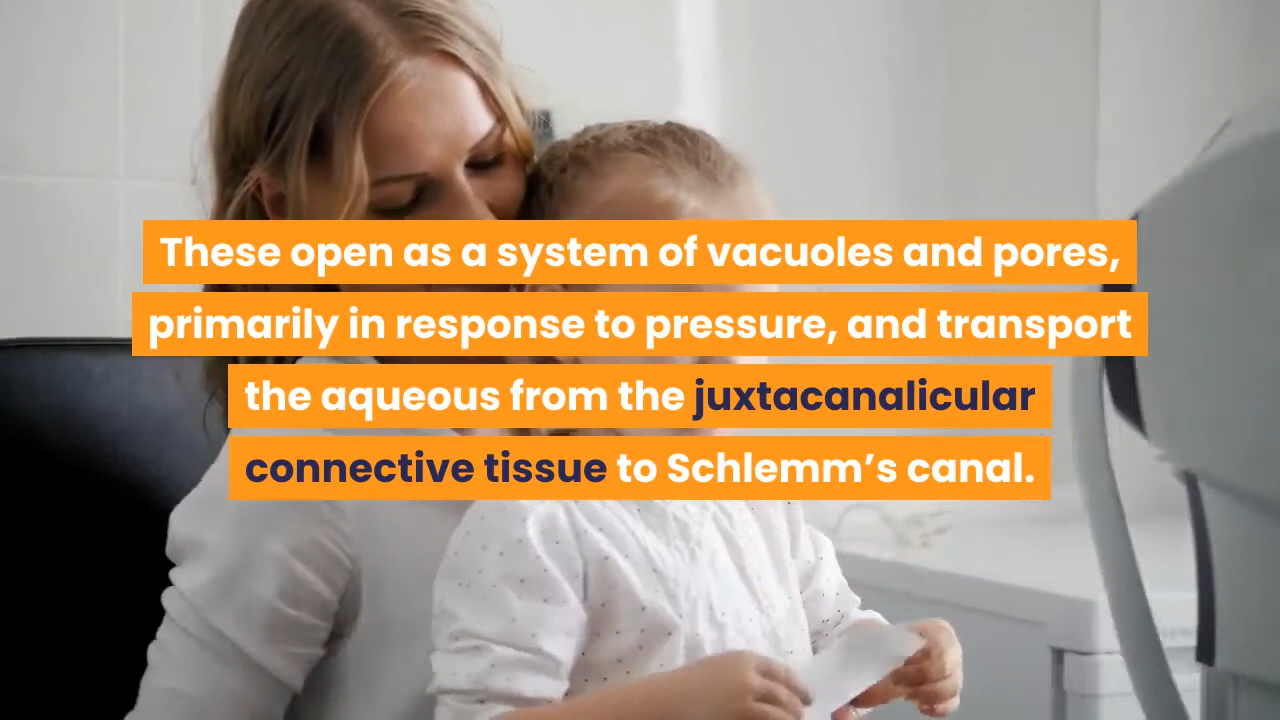 These open as a system of vacuoles and pores,
primarily in response to pressure, and transport
the aqueous from the juxtacanalicular
connective tissue to Schlemm’s canal.